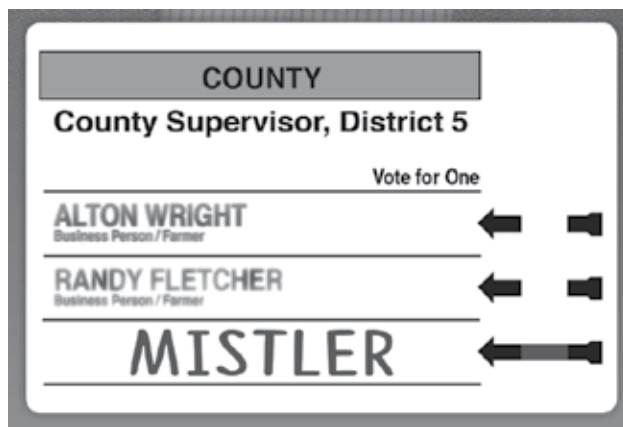 COUNTY
County Supervisor, District 5
Vote for One
ALTON WRIGHT
Business Person / Farmer
RANDY FLETCHER
Business Person / Farmer
MISTLER